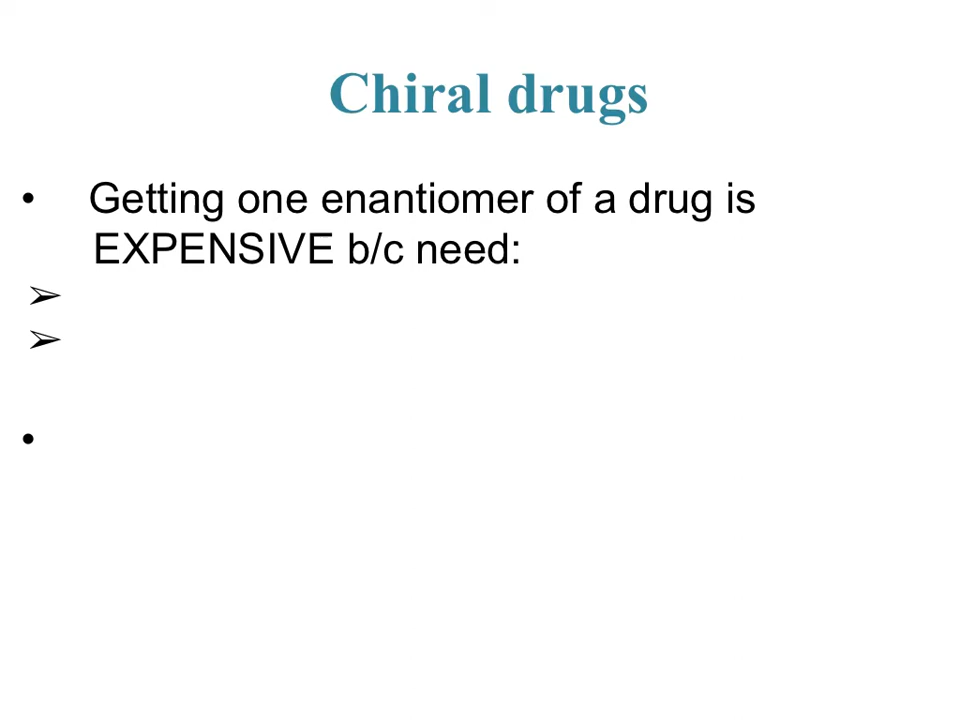 Chiral drugs
• Getting one enantiomer of a drug is
EXPENSIVE b/c need:
➢
➢
•